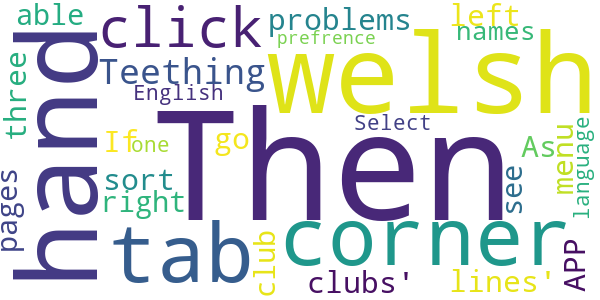 able
click
problems
left
prefrence
names
hand
three
Teething
welsh
English
Then
Select
If
one
go
As
menu
language
sort
right
see
pages
tab
club
corner
APP
clubs'
lines'